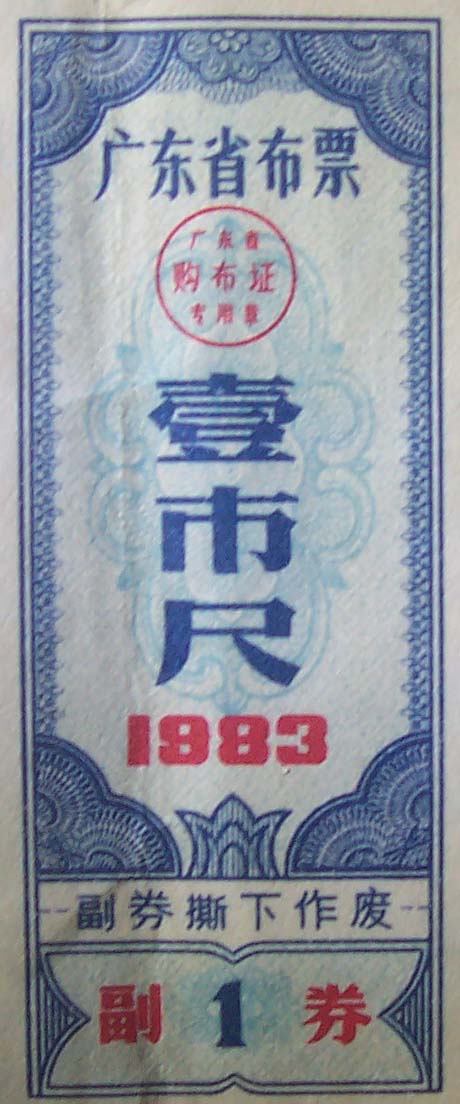 广东省布票
广东省
购布证
专用章
壹市尺
1983
副券撕下作废
副 1 券